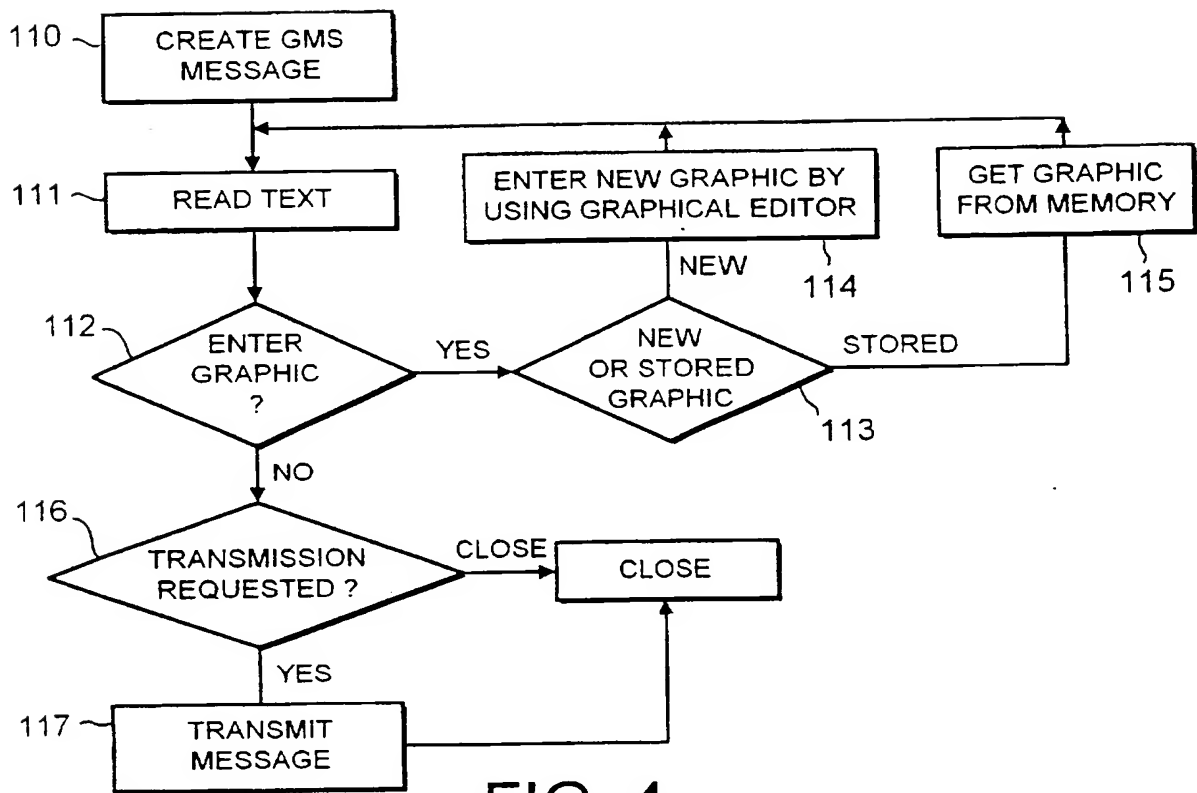 110
CREATE GMS
MESSAGE
111
READ TEXT
ENTER NEW GRAPHIC BY
USING GRAPHICAL EDITOR
114
GET GRAPHIC
FROM MEMORY
115
NEW
112
ENTER
GRAPHIC
?
YES
NEW
OR STORED
GRAPHIC
113
STORED
NO
116
TRANSMISSION
REQUESTED ?
CLOSE
CLOSE
YES
117
TRANSMIT
MESSAGE